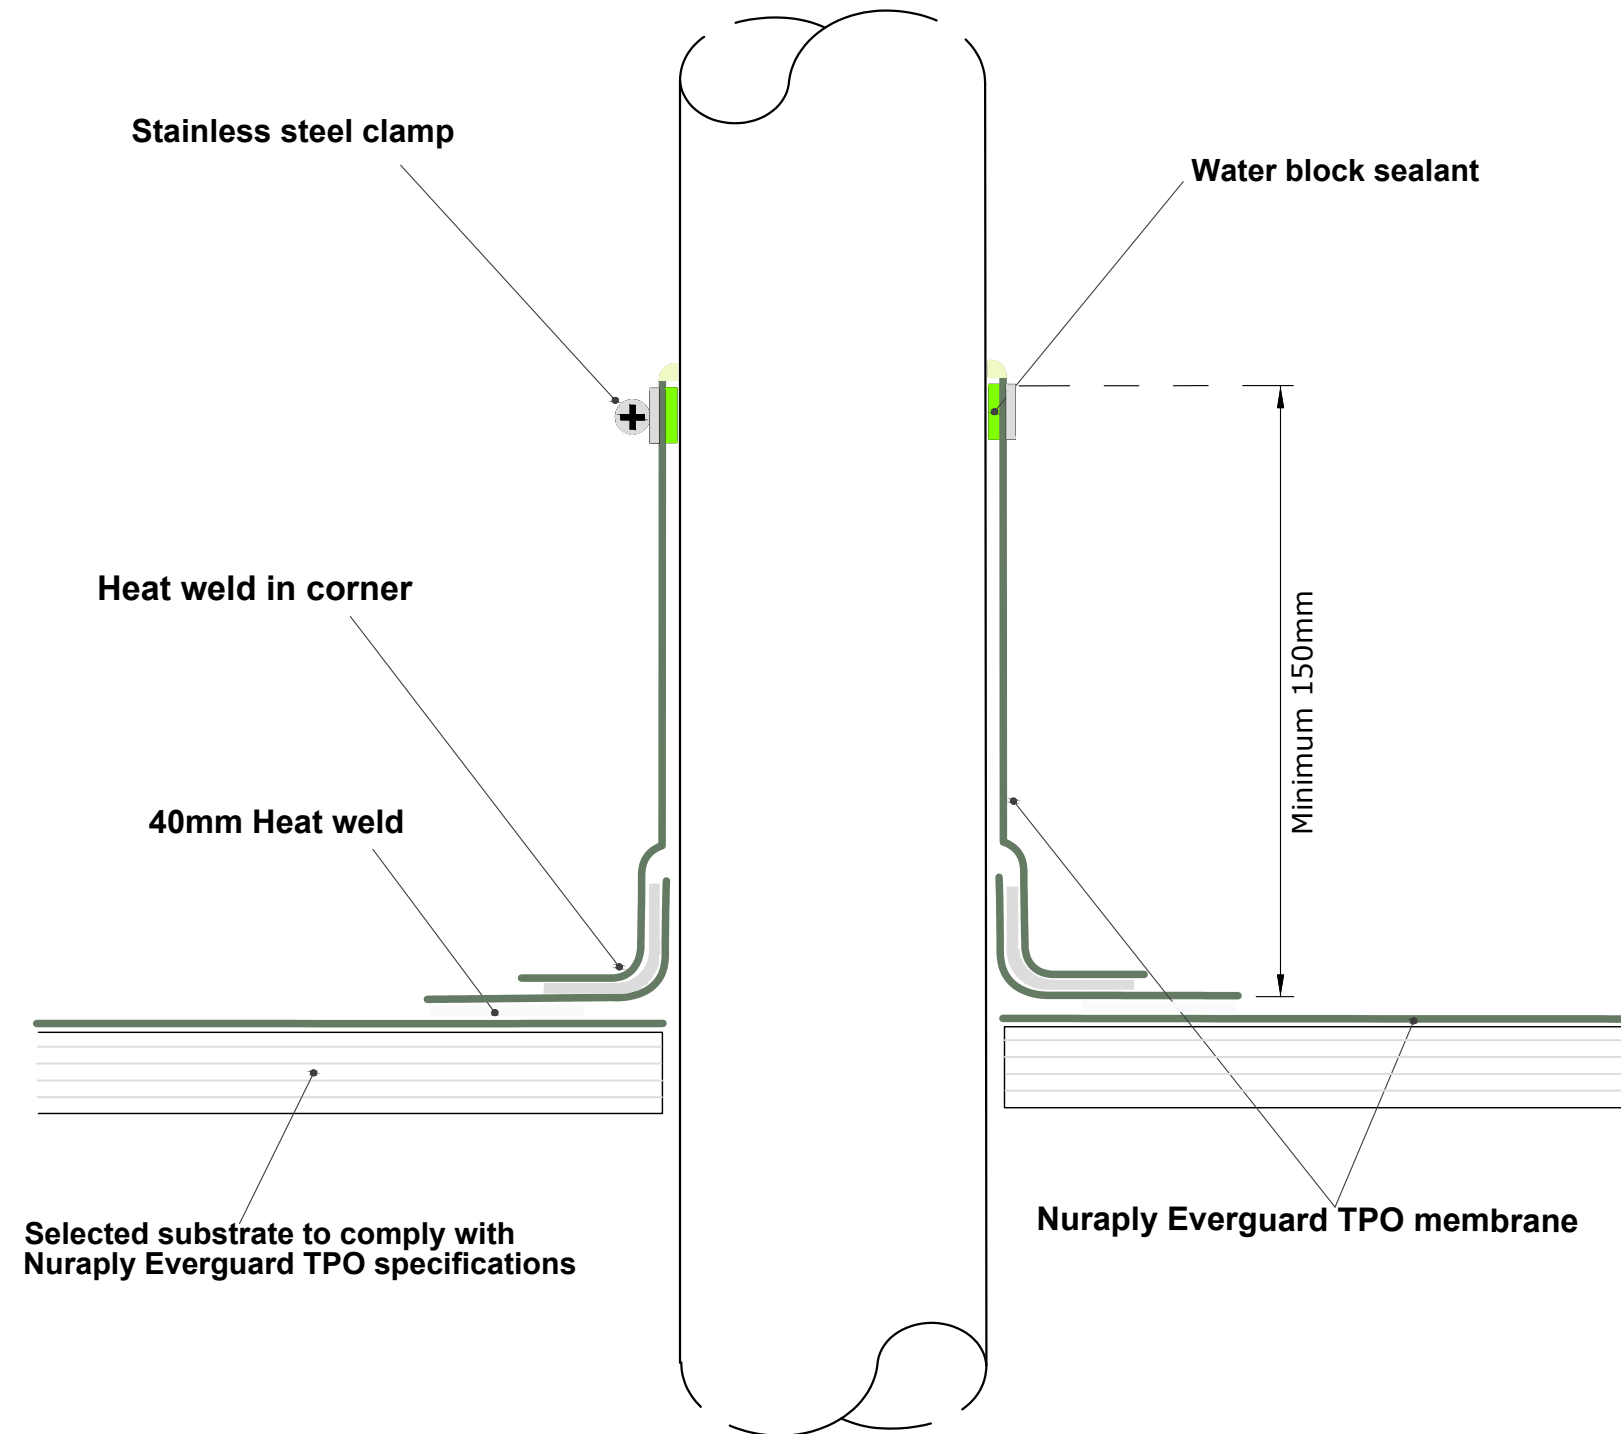 Stainless steel clamp
Water block sealant
Heat weld in corner
Minimum 150mm
40mm Heat weld
Selected substrate to comply with
Nuraply Everguard TPO specifications
Nuraply Everguard TPO membrane